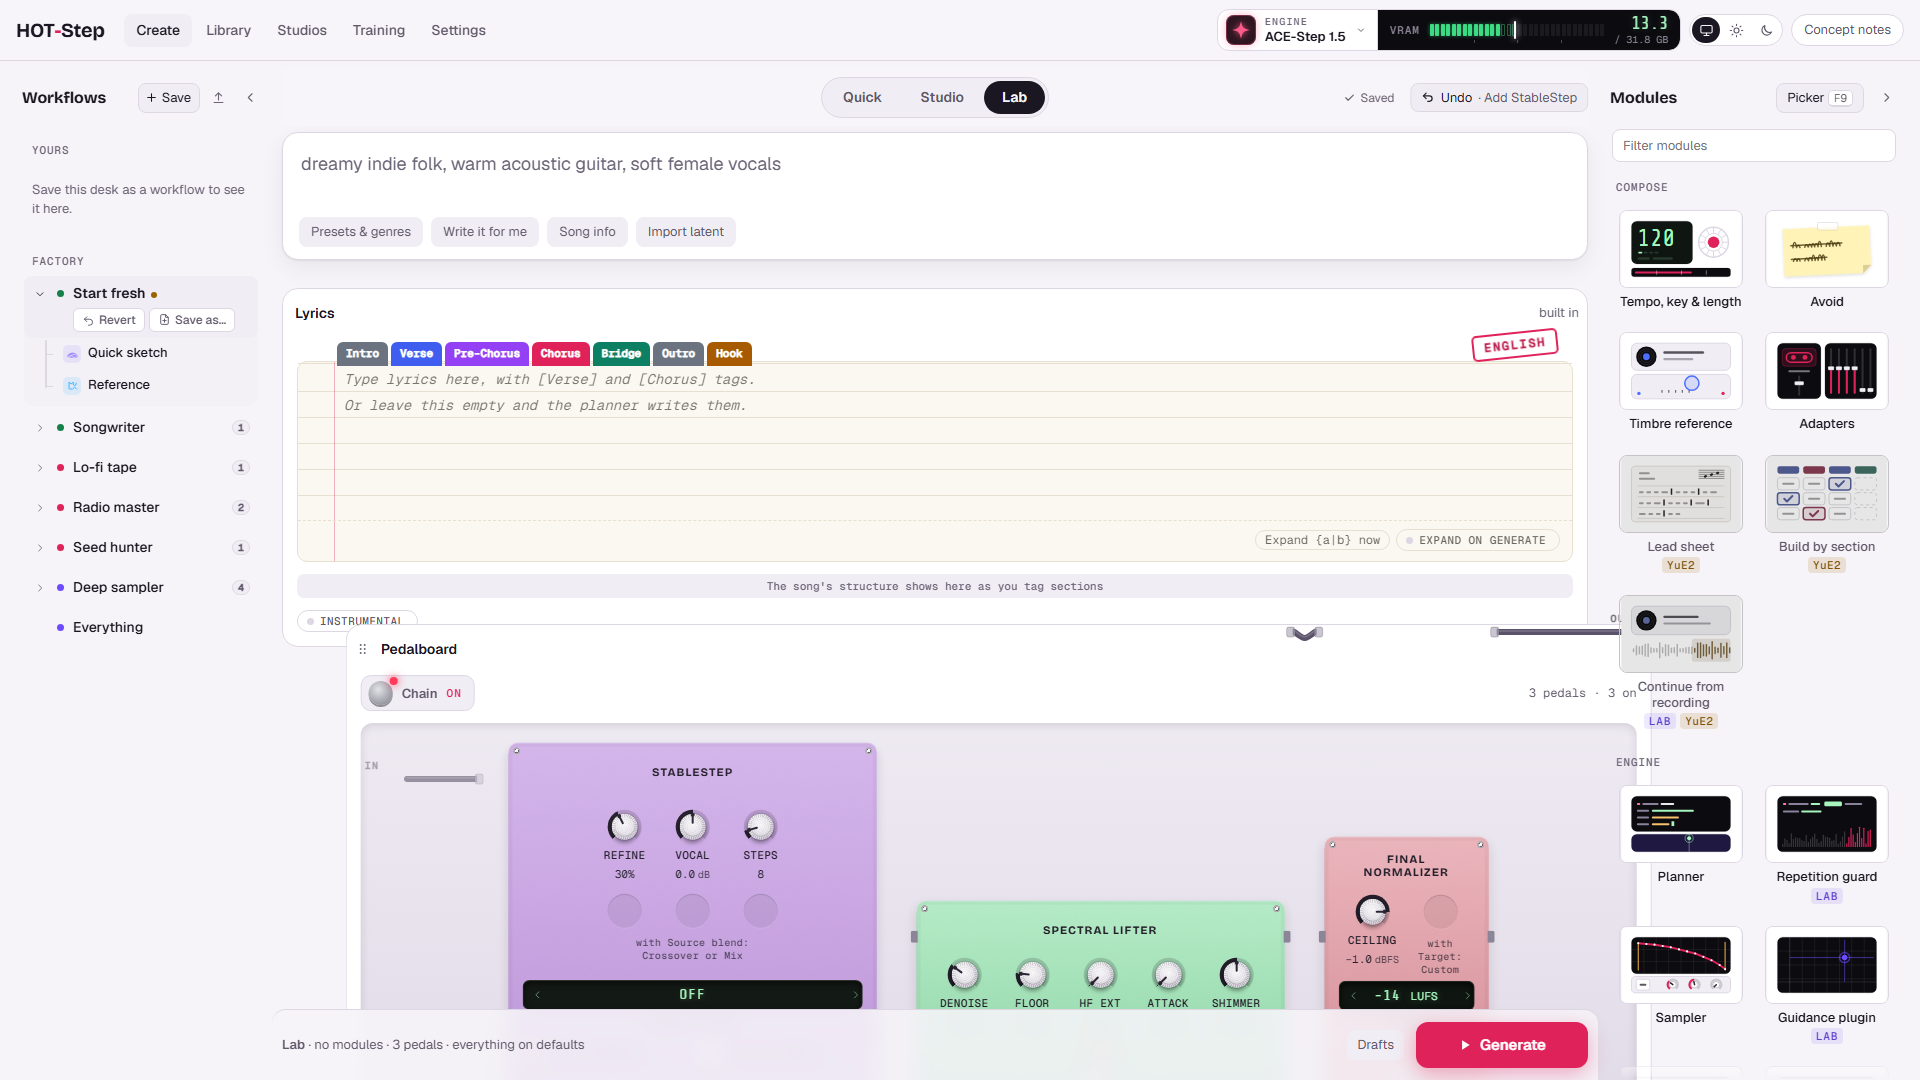 HOT-Step
Create
Library
Studios
Training
Settings
ENGINE
ACE-Step 1.5
VRAM
13.3
/ 31.8 GB
Concept notes
Workflows
+ Save
Quick
Studio
Lab
Saved
Undo · Add StableStep
Modules
Picker F9
YOURS
Save this desk as a workflow to see
it here.
FACTORY
Start fresh
Revert
Save as...
Quick sketch
Reference
Songwriter 1
Lo-fi tape 1
Radio master 2
Seed hunter 1
Deep sampler 4
Everything
dreamy indie folk, warm acoustic guitar, soft female vocals
Presets & genres
Write it for me
Song info
Import latent
Lyrics
built in
Intro
Verse
Pre-Chorus
Chorus
Bridge
Outro
Hook
ENGLISH
Type lyrics here, with [Verse] and [Chorus] tags.
Or leave this empty and the planner writes them.
Expand {a|b} now
EXPAND ON GENERATE
The song's structure shows here as you tag sections
INSTRUMENTAL
Pedalboard
Chain ON
3 pedals · 3 on
IN
STABLESTEP
REFINE
VOCAL
STEPS
30%
0.0 dB
8
with Source blend:
Crossover or Mix
OFF
SPECTRAL LIFTER
DENOISE
FLOOR
HF EXT
ATTACK
SHIMMER
FINAL
NORMALIZER
CEILING
-1.0 dBFS
with
Target:
Custom
-14 LUFS
Lab · no modules · 3 pedals · everything on defaults
Drafts
Generate
Filter modules
COMPOSE
120
Tempo, key & length
Avoid
Timbre reference
Adapters
Lead sheet
YuE2
Build by section
YuE2
Continue from
recording
LAB YuE2
ENGINE
Planner
Repetition guard
LAB
Sampler
Guidance plugin
LAB